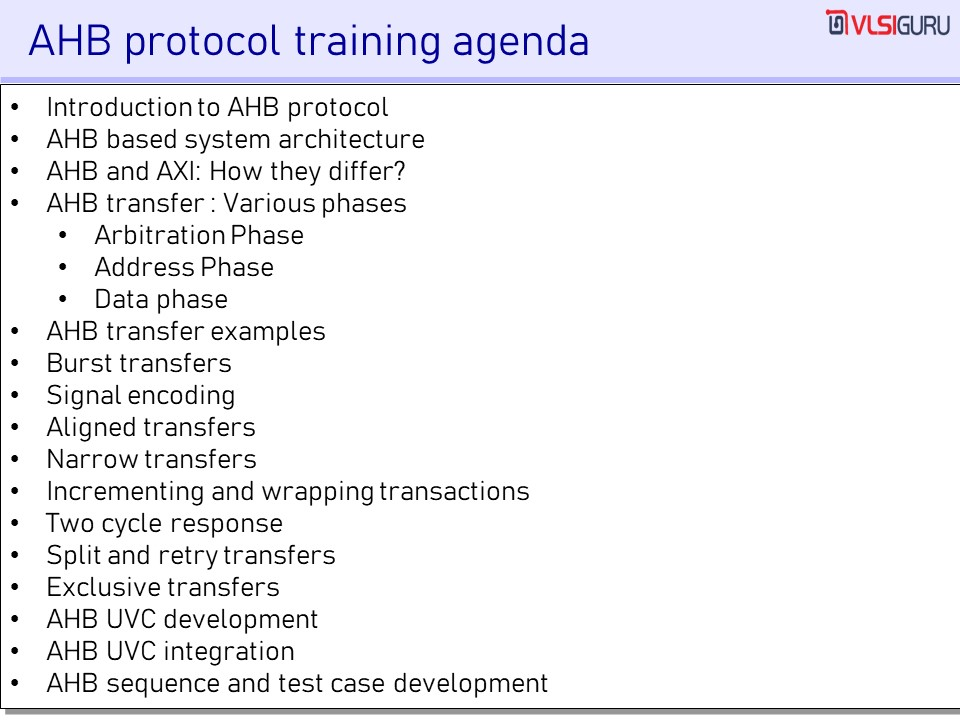 AHB protocol training agenda
VLSIGURU
• Introduction to AHB protocol
• AHB based system architecture
• AHB and AXI: How they differ?
• AHB transfer : Various phases
• Arbitration Phase
• Address Phase
• Data phase
• AHB transfer examples
• Burst transfers
• Signal encoding
• Aligned transfers
• Narrow transfers
• Incrementing and wrapping transactions
• Two cycle response
• Split and retry transfers
• Exclusive transfers
• AHB UVC development
• AHB UVC integration
• AHB sequence and test case development